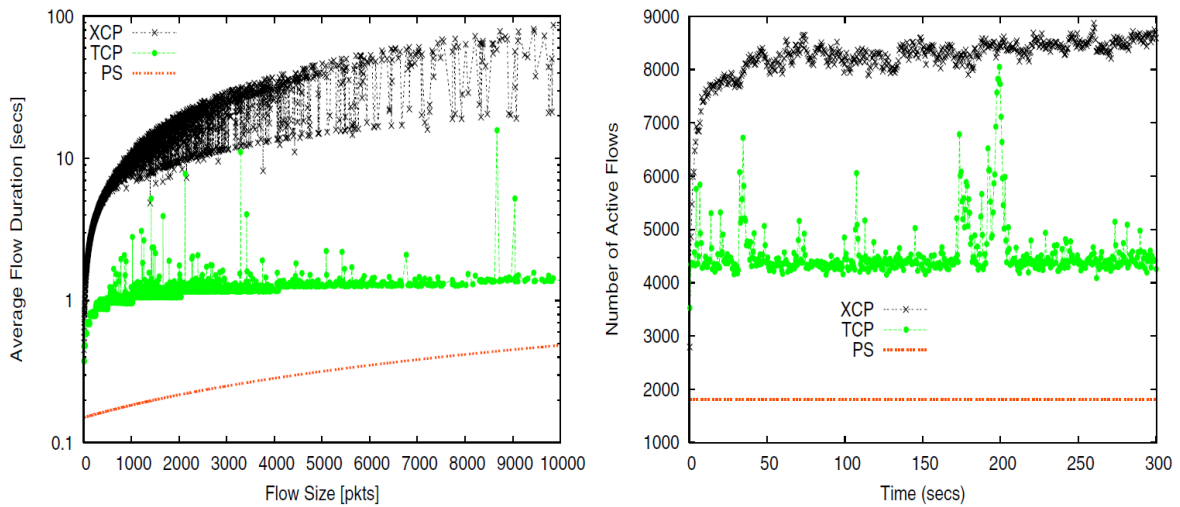 Average Flow Duration [secs]
100
10
1
0.1
XCP
TCP
PS
0 1000 2000 3000 4000 5000 6000 7000 8000 9000 10000
Flow Size [pkts]
Number of Active Flows
9000
8000
7000
6000
5000
4000
3000
2000
1000
XCP
TCP
PS
0 50 100 150 200 250 300
Time (secs)